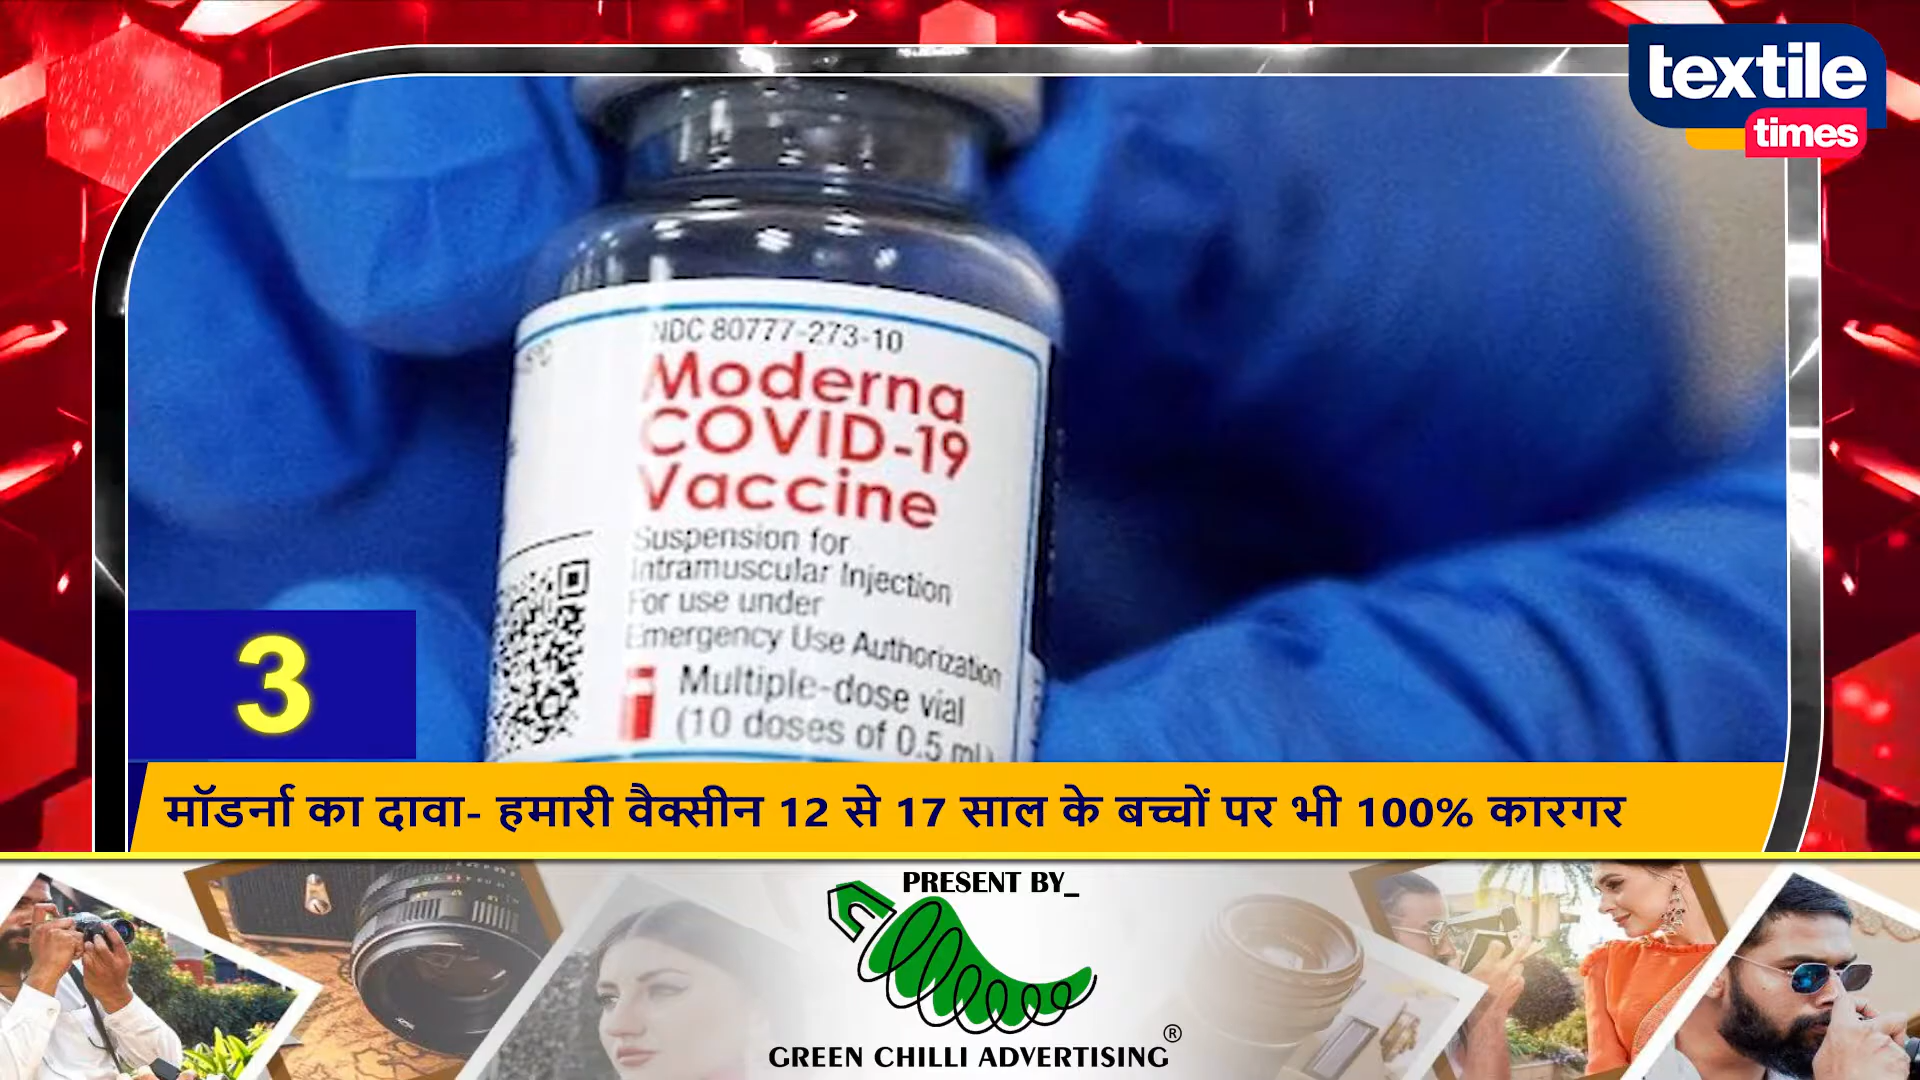 textile
times
NDC 80777-273-10
Moderna
COVID-19
Vaccine
Suspension for
Intramuscular Injection
For use under
Emergency Use Authorization
Multiple-dose vial
(10 doses of 0.5 mL)
3
मॉडर्ना का दावा- हमारी वैक्सीन 12 से 17 साल के बच्चों पर भी 100% कारगर
PRESENT BY_
GREEN CHILLI ADVERTISING®